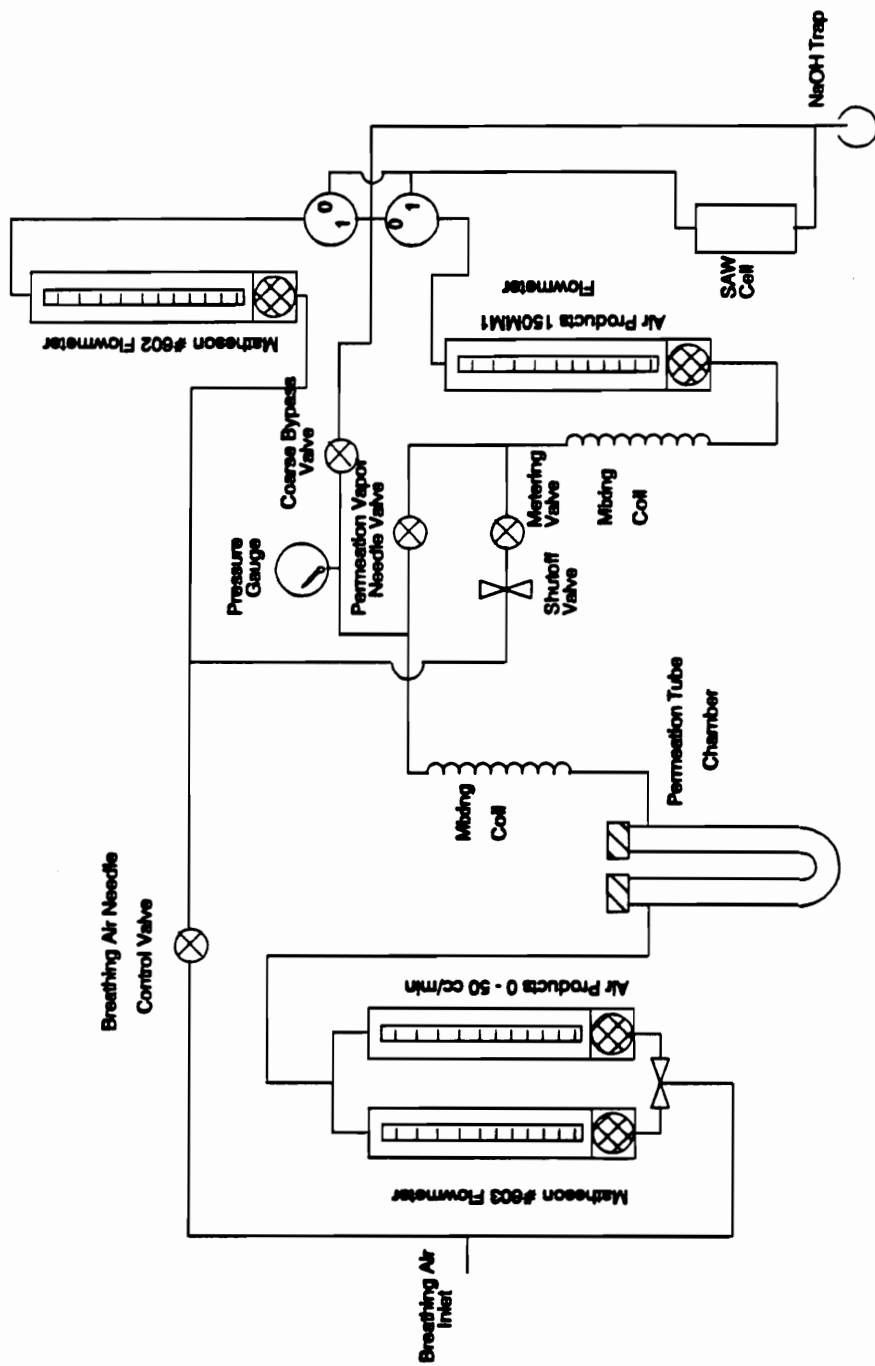 Breathing Air
Inlet
Breathing Air Needle
Control Valve
Matheson #603 Flowmeter
Air Products 0 - 50 cc/min
Permeation Tube
Chamber
Mixing
Coil
Pressure
Gauge
Coarse Bypass
Valve
Permeation Vapor
Needle Valve
Shutoff
Valve
Metering
Valve
Mixing
Coil
Matheson #602 Flowmeter
Air Products 150MM1
Flowmeter
0
1
0
1
SAW
Cell
NaOH Trap